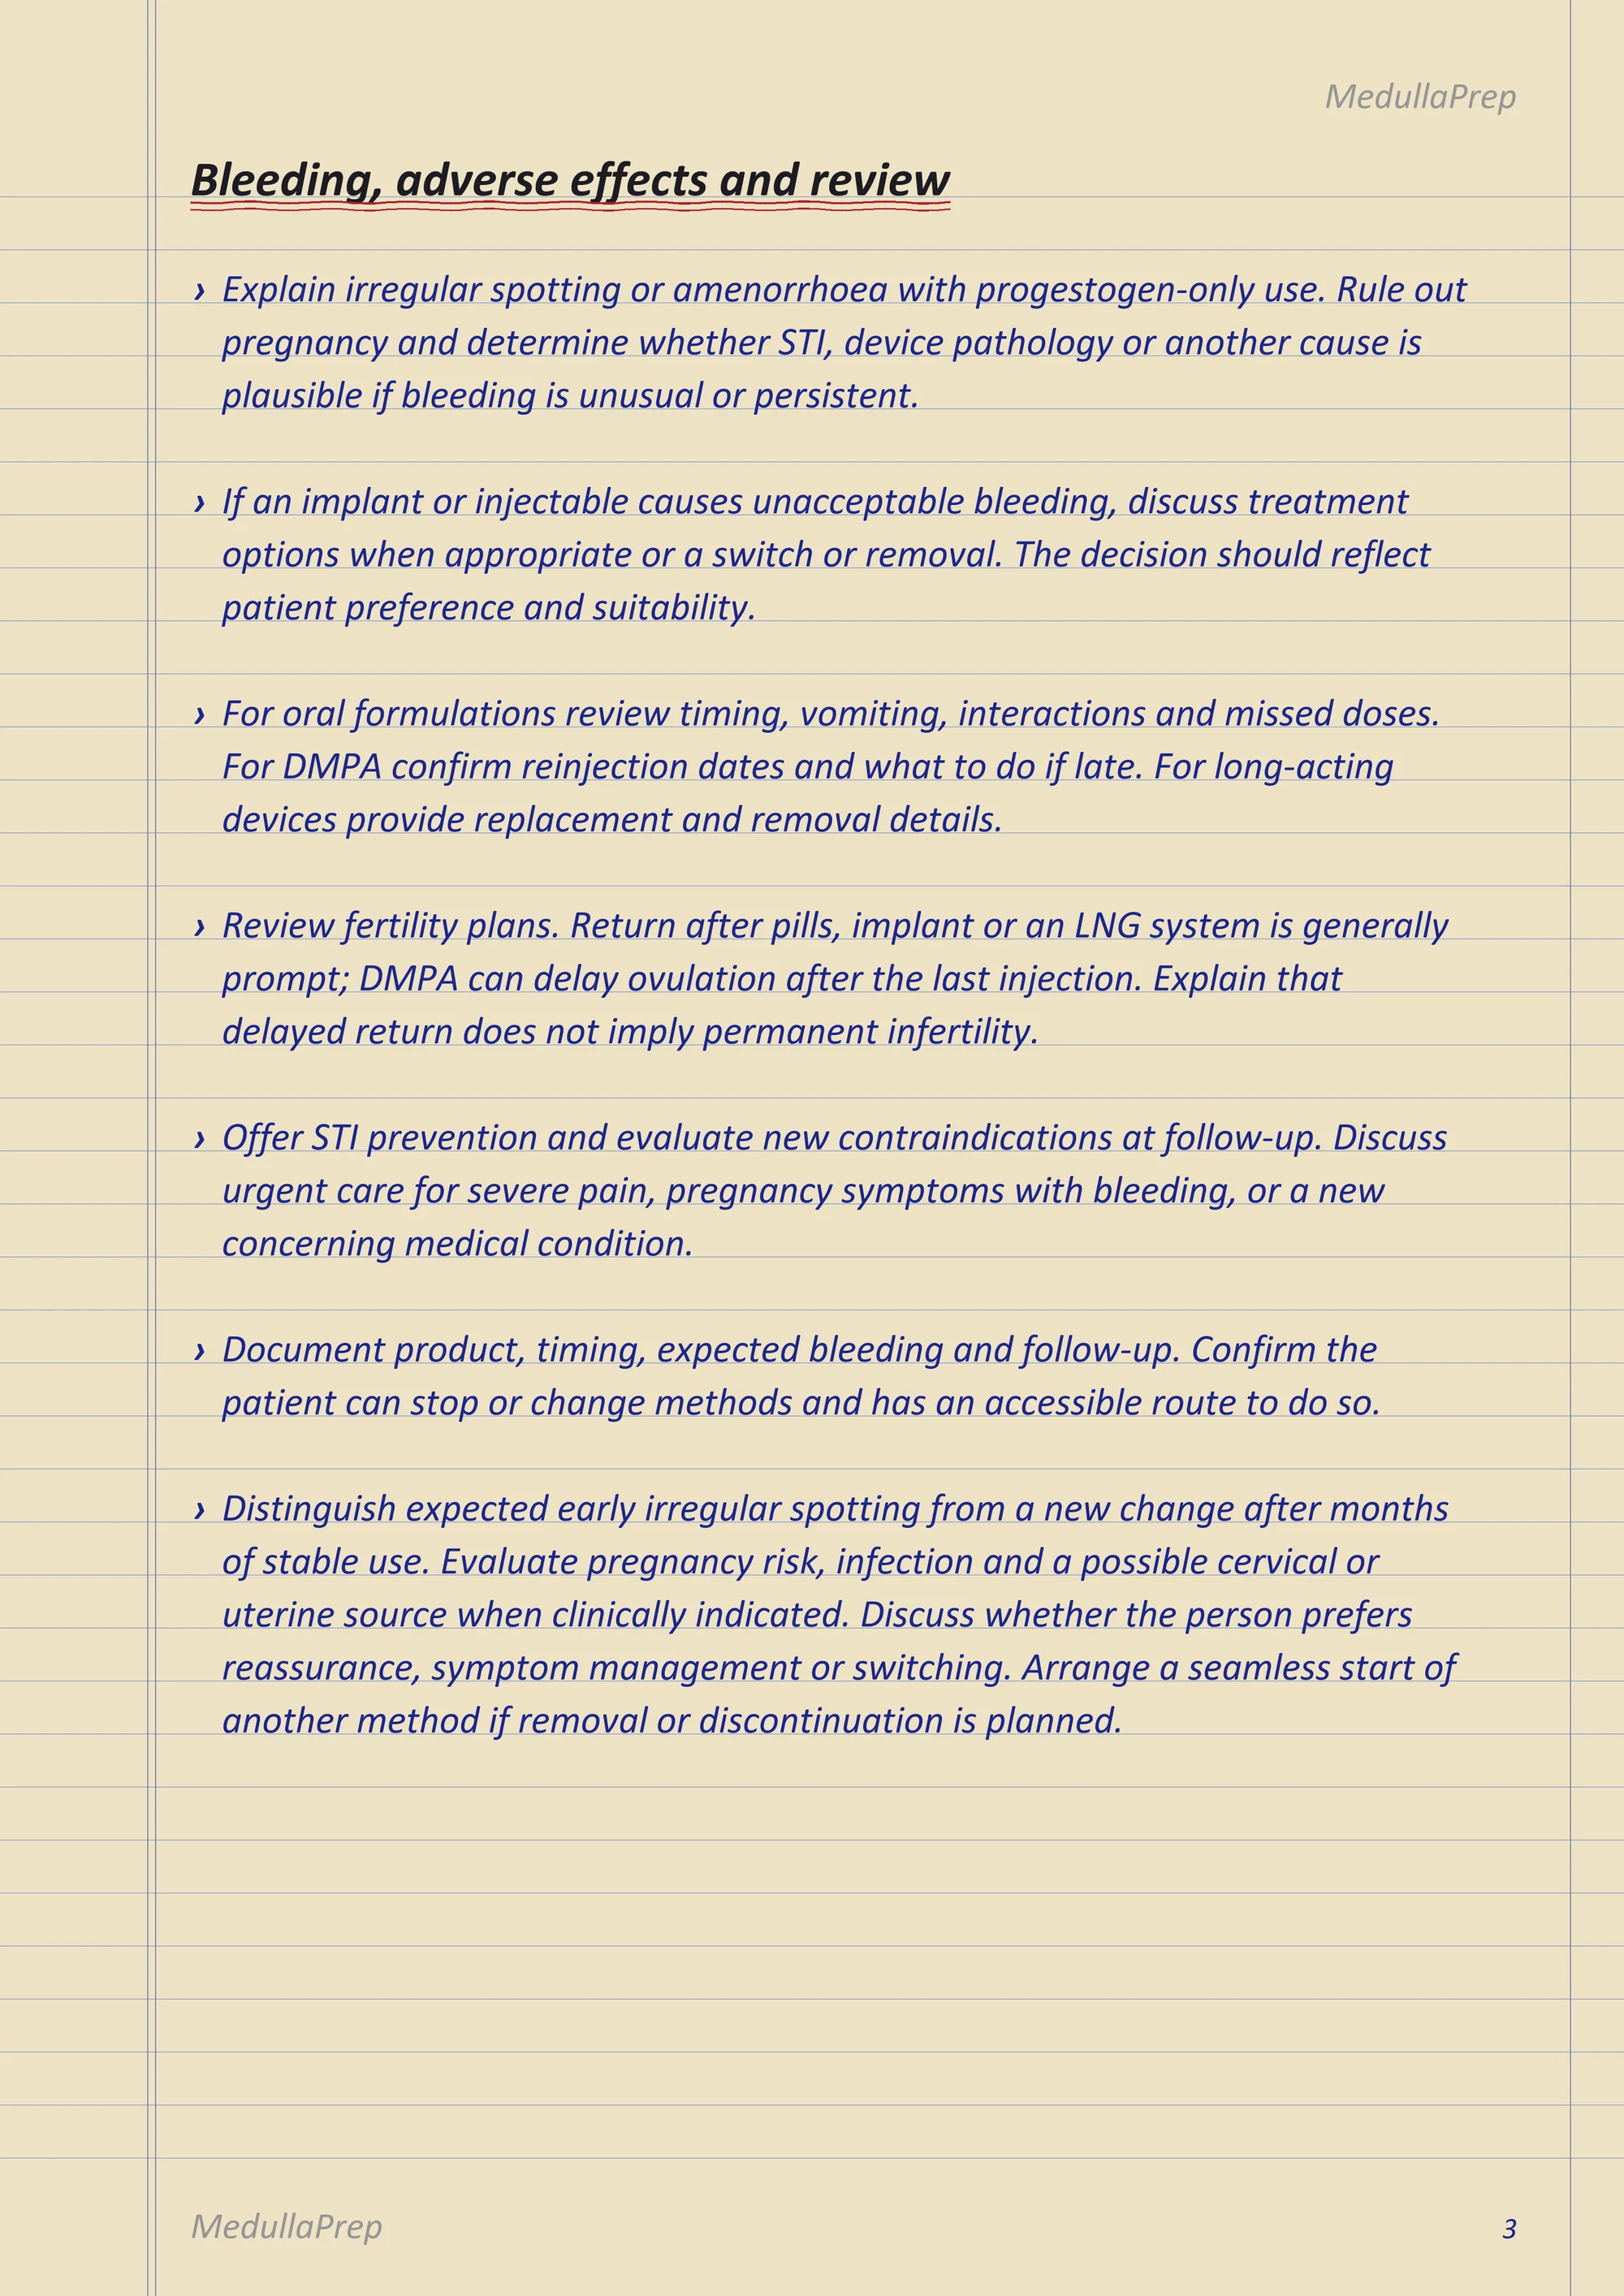 MedullaPrep
Bleeding, adverse effects and review
› Explain irregular spotting or amenorrhoea with progestogen-only use. Rule out
pregnancy and determine whether STI, device pathology or another cause is
plausible if bleeding is unusual or persistent.
› If an implant or injectable causes unacceptable bleeding, discuss treatment
options when appropriate or a switch or removal. The decision should reflect
patient preference and suitability.
› For oral formulations review timing, vomiting, interactions and missed doses.
For DMPA confirm reinjection dates and what to do if late. For long-acting
devices provide replacement and removal details.
› Review fertility plans. Return after pills, implant or an LNG system is generally
prompt; DMPA can delay ovulation after the last injection. Explain that
delayed return does not imply permanent infertility.
› Offer STI prevention and evaluate new contraindications at follow-up. Discuss
urgent care for severe pain, pregnancy symptoms with bleeding, or a new
concerning medical condition.
› Document product, timing, expected bleeding and follow-up. Confirm the
patient can stop or change methods and has an accessible route to do so.
› Distinguish expected early irregular spotting from a new change after months
of stable use. Evaluate pregnancy risk, infection and a possible cervical or
uterine source when clinically indicated. Discuss whether the person prefers
reassurance, symptom management or switching. Arrange a seamless start of
another method if removal or discontinuation is planned.
MedullaPrep
3